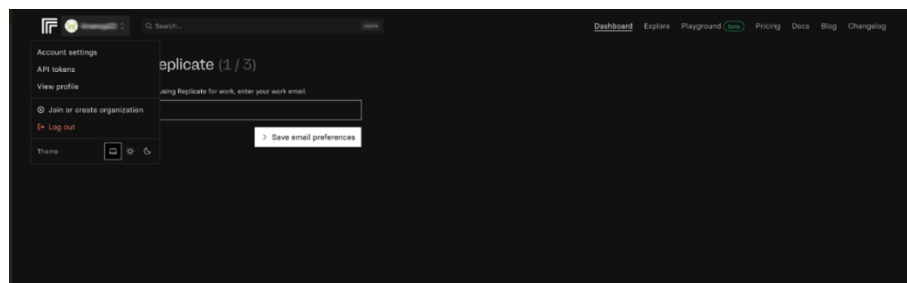 Search...
Dashboard Explore Playground Beta Pricing Docs Blog Changelog
Account settings
API tokens
View profile
Join or create organization
Log out
Theme
eplicate (1 / 3)
using Replicate for work, enter your work email.
Save email preferences